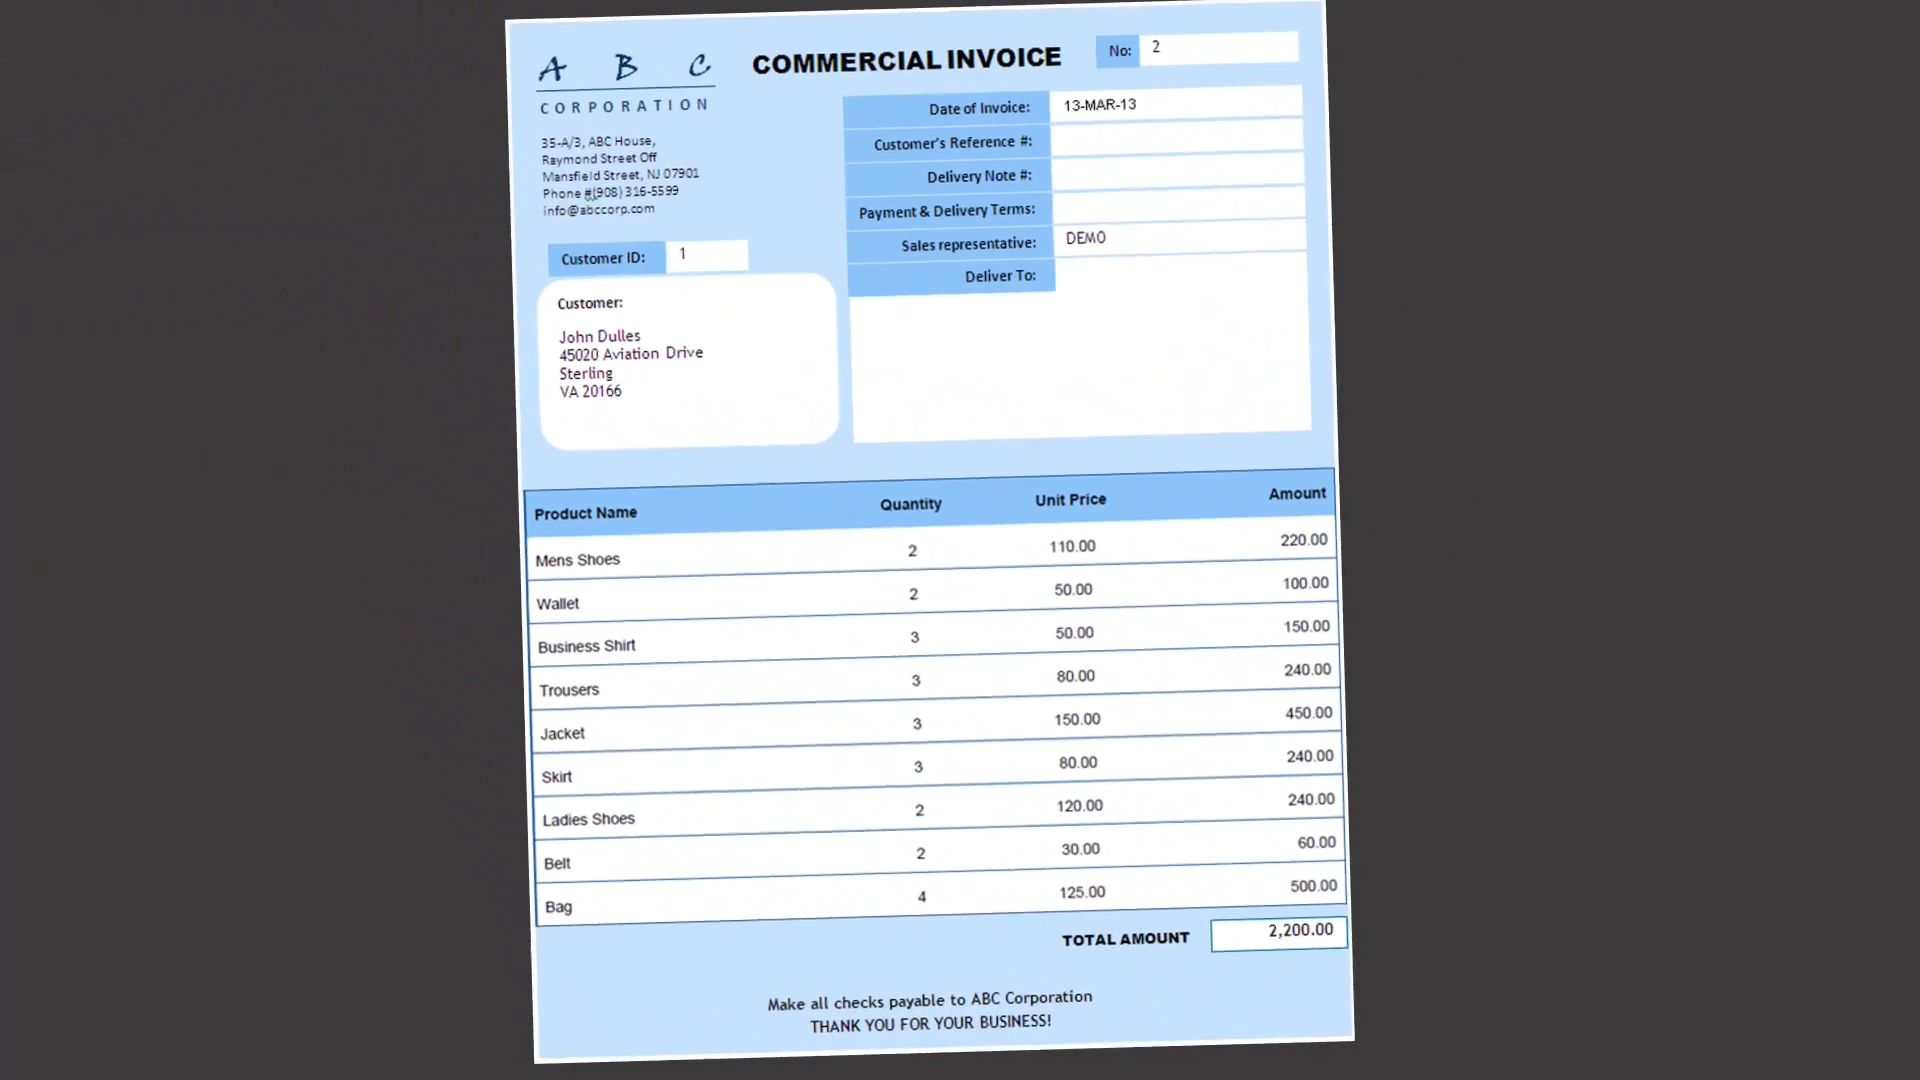 A B C
CORPORATION
COMMERCIAL INVOICE
No: 2
35-A/3, ABC House,
Raymond Street Off
Mansfield Street, NJ 07901
Phone #(908) 316-5599
info@abccorp.com
Date of Invoice: 13-MAR-13
Customer's Reference #:
Delivery Note #:
Payment & Delivery Terms:
Sales representative: DEMO
Deliver To:
Customer ID: 1
Customer:
John Dulles
45020 Aviation Drive
Sterling
VA 20166
Product Name Quantity Unit Price Amount
Mens Shoes 2 110.00 220.00
Wallet 2 50.00 100.00
Business Shirt 3 50.00 150.00
Trousers 3 80.00 240.00
Jacket 3 150.00 450.00
Skirt 3 80.00 240.00
Ladies Shoes 2 120.00 240.00
Belt 2 30.00 60.00
Bag 4 125.00 500.00
TOTAL AMOUNT 2,200.00
Make all checks payable to ABC Corporation
THANK YOU FOR YOUR BUSINESS!